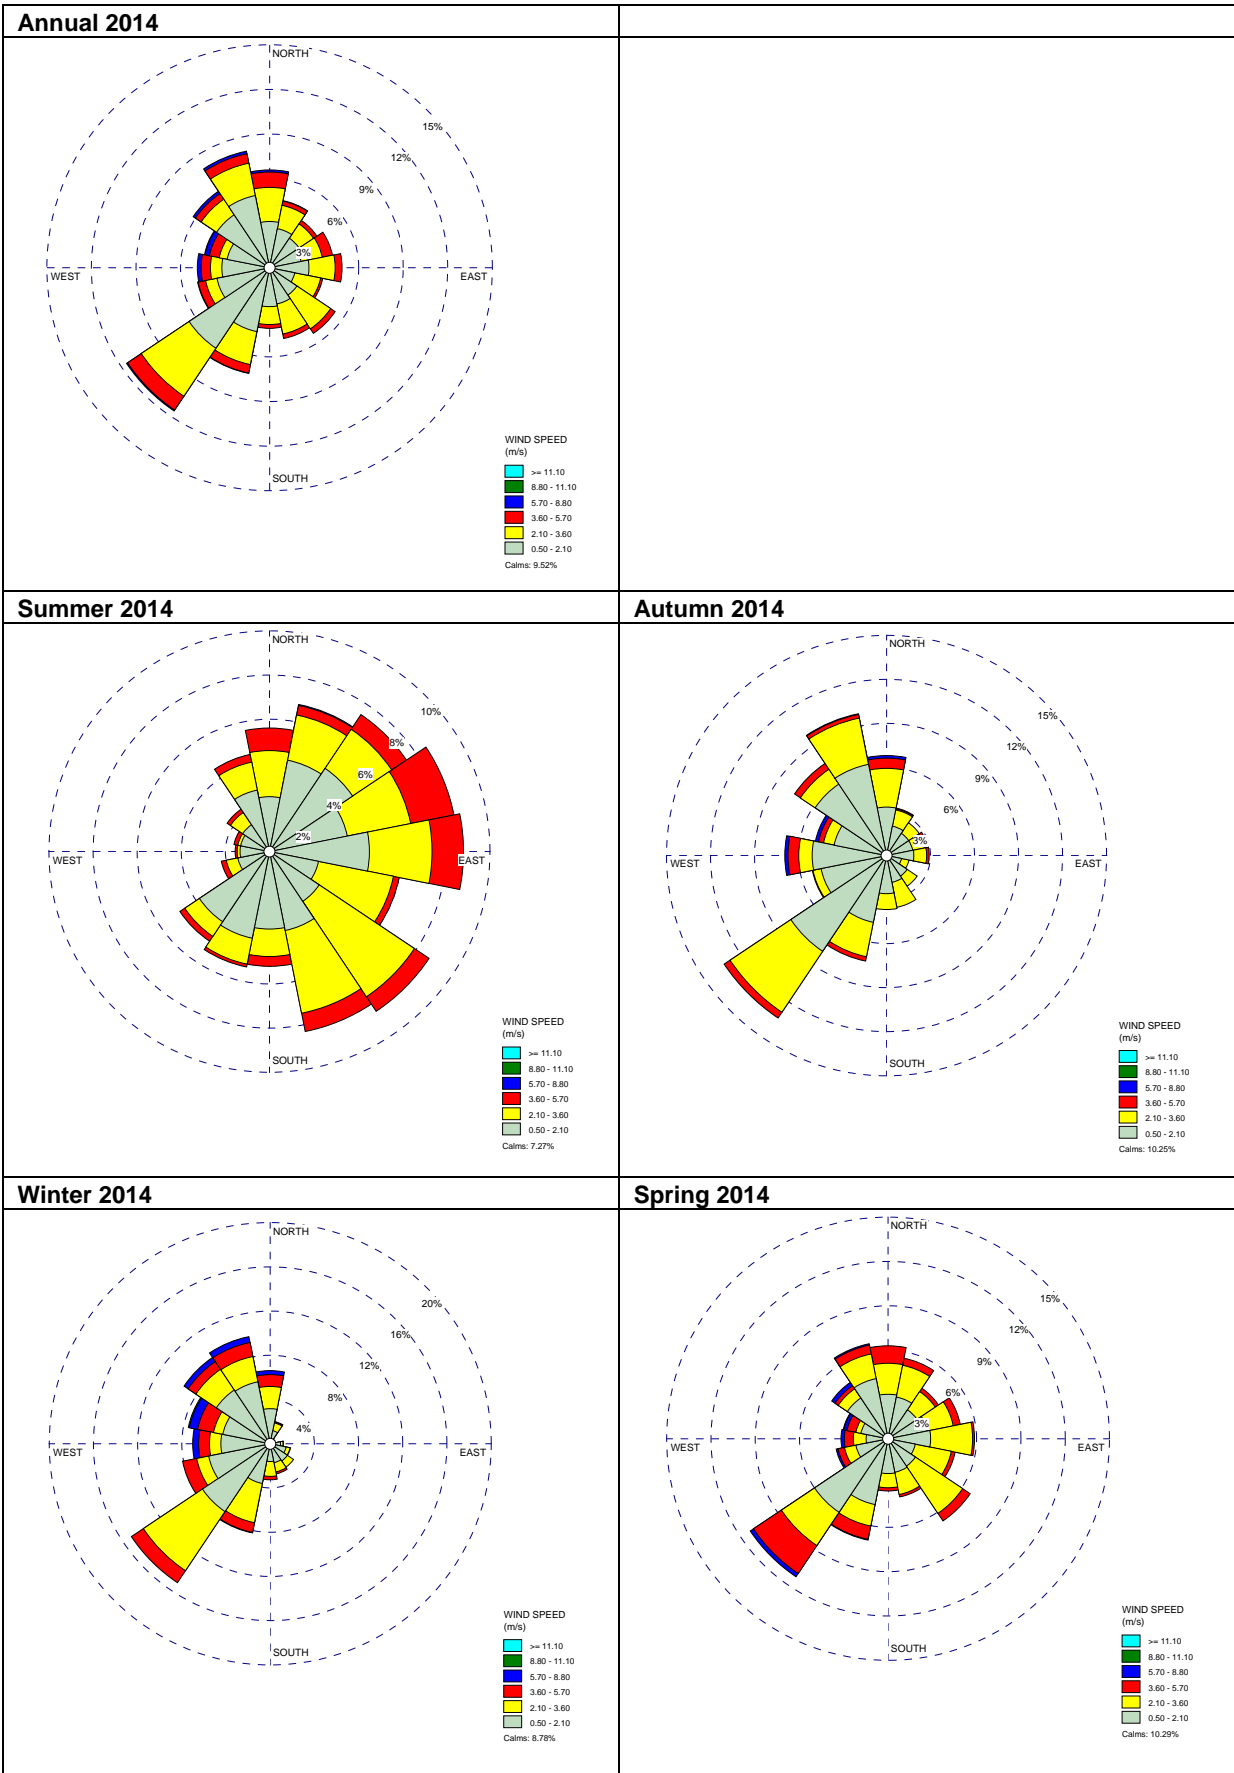 Annual 2014
NORTH
15%
12%
9%
6%
3%
WEST
EAST
SOUTH
WIND SPEED
(m/s)
>= 11.10
8.80 - 11.10
5.70 - 8.80
3.60 - 5.70
2.10 - 3.60
0.50 - 2.10
Calms: 9.52%
Summer 2014
NORTH
10%
8%
6%
4%
2%
WEST
EAST
SOUTH
WIND SPEED
(m/s)
>= 11.10
8.80 - 11.10
5.70 - 8.80
3.60 - 5.70
2.10 - 3.60
0.50 - 2.10
Calms: 7.27%
Autumn 2014
NORTH
15%
12%
9%
6%
3%
WEST
EAST
SOUTH
WIND SPEED
(m/s)
>= 11.10
8.80 - 11.10
5.70 - 8.80
3.60 - 5.70
2.10 - 3.60
0.50 - 2.10
Calms: 10.25%
Winter 2014
NORTH
20%
16%
12%
8%
4%
WEST
EAST
SOUTH
WIND SPEED
(m/s)
>= 11.10
8.80 - 11.10
5.70 - 8.80
3.60 - 5.70
2.10 - 3.60
0.50 - 2.10
Calms: 8.78%
Spring 2014
NORTH
15%
12%
9%
6%
3%
WEST
EAST
SOUTH
WIND SPEED
(m/s)
>= 11.10
8.80 - 11.10
5.70 - 8.80
3.60 - 5.70
2.10 - 3.60
0.50 - 2.10
Calms: 10.29%